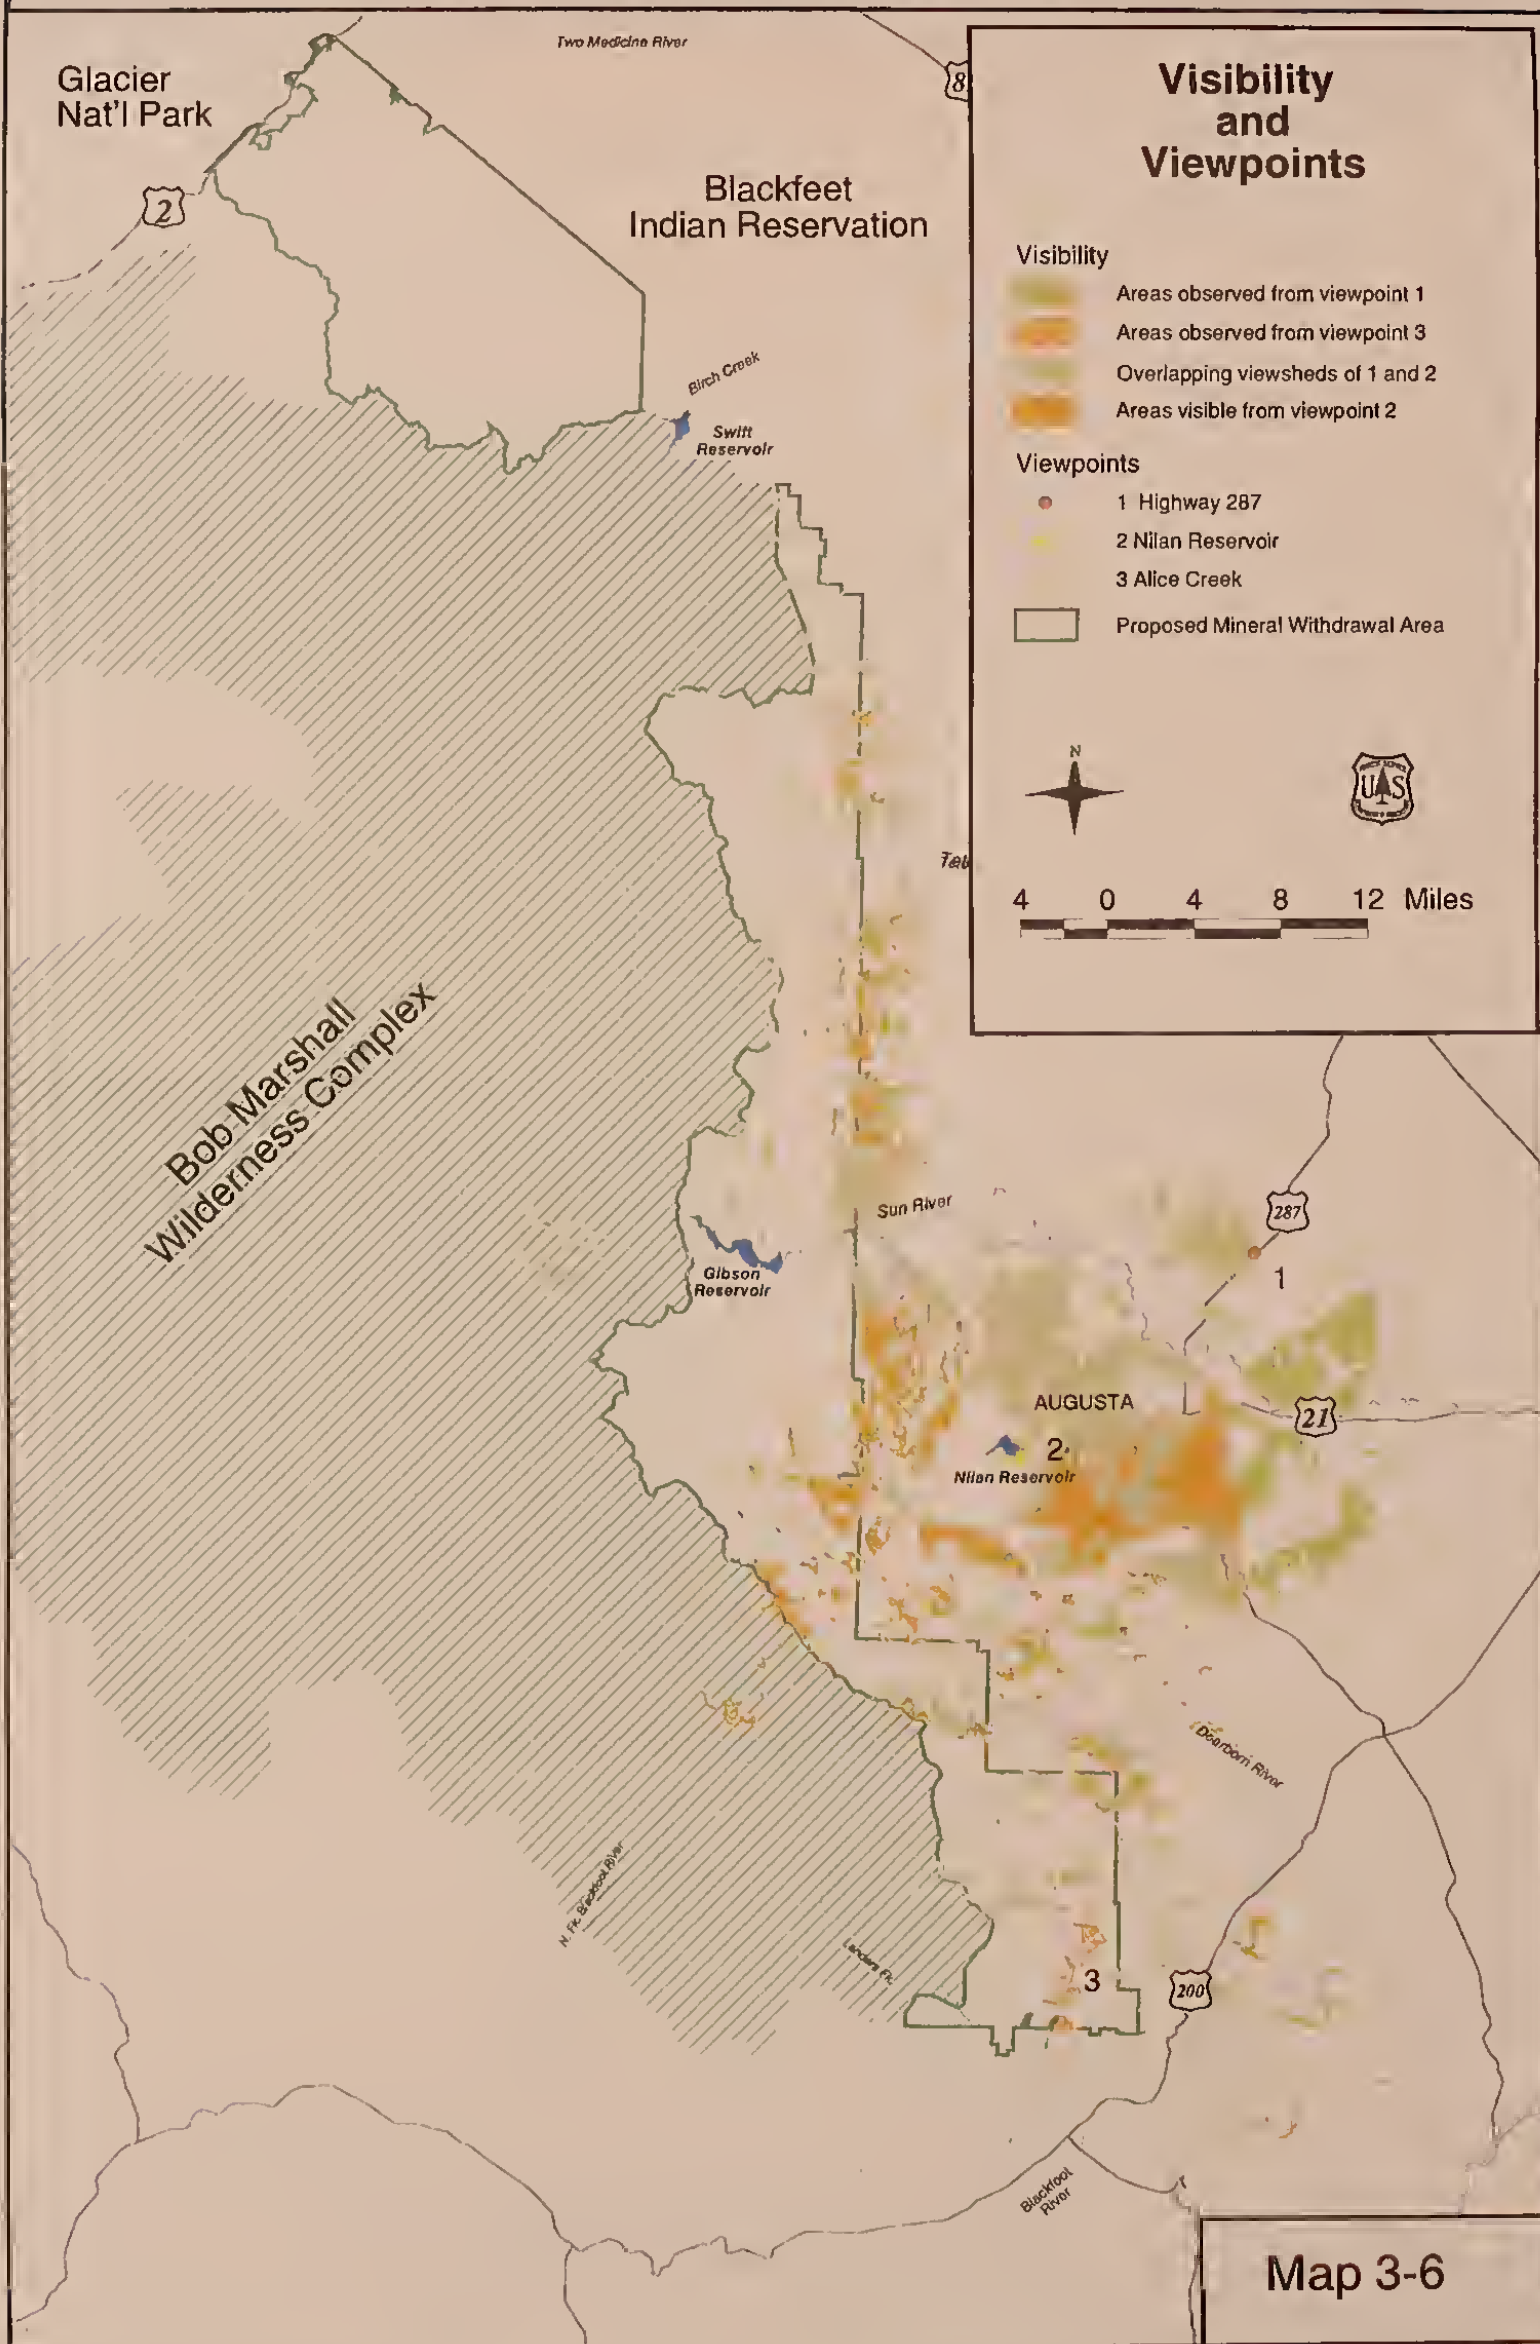 Two Medicine River
Glacier
Nat'l Park
8
2
Blackfeet
Indian Reservation
Visibility
and
Viewpoints
Visibility
Areas observed from viewpoint 1
Areas observed from viewpoint 3
Overlapping viewsheds of 1 and 2
Areas visible from viewpoint 2
Viewpoints
1 Highway 287
2 Nilan Reservoir
3 Alice Creek
Proposed Mineral Withdrawal Area
N
U S
4 0 4 8 12 Miles
Birch Creek
Swift
Reservoir
Bob Marshall
Wilderness Complex
Sun River
287
1
Gibson
Reservoir
AUGUSTA
21
2
Nilan Reservoir
Dearborn River
N. Fk. Blackfoot River
Landers Fk.
3
200
Blackfoot
River
Map 3-6